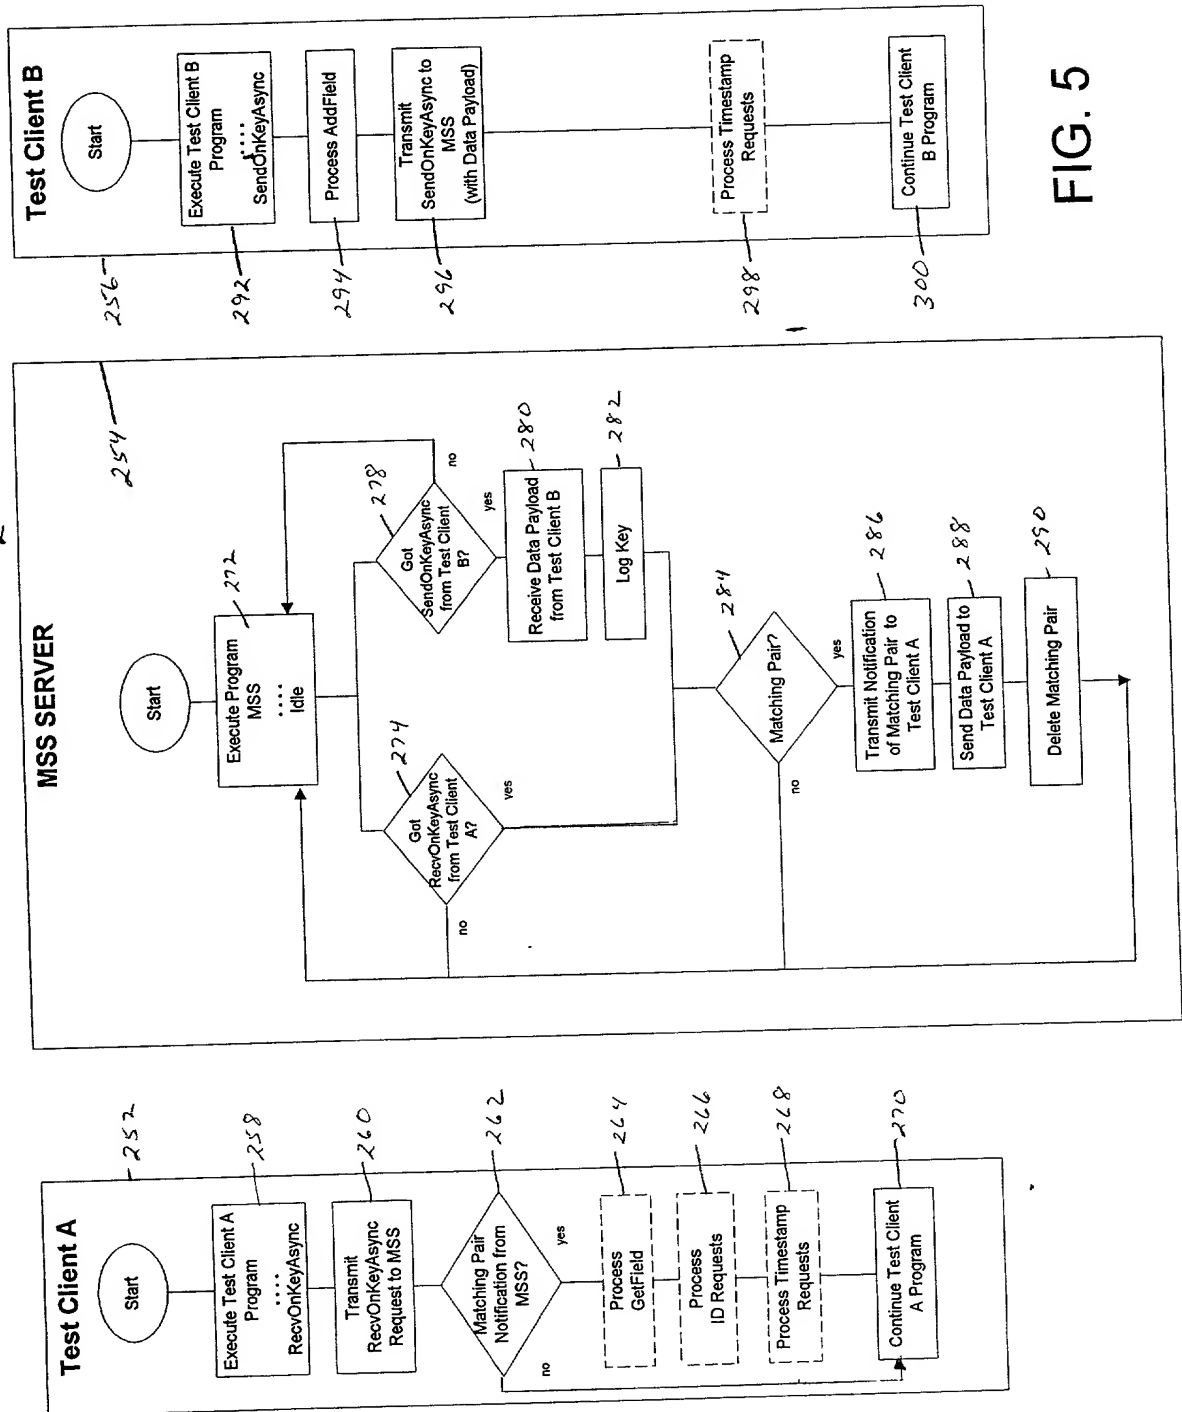 Test Client A
252
Start
Execute Test Client A
Program
....
RecvOnKeyAsync
258
Transmit
RecvOnKeyAsync
Request to MSS
260
Matching Pair
Notification from
MSS?
262
yes
no
Process
GetField
264
Process
ID Requests
266
Process Timestamp
Requests
268
Continue Test Client
A Program
270
MSS SERVER
254
Start
Execute Program
MSS
....
Idle
272
Got
RecvOnKeyAsync
from Test Client
A?
274
no
yes
Got
SendOnKeyAsync
from Test Client
B?
278
no
yes
Receive Data Payload
from Test Client B
280
Log Key
282
Matching Pair?
284
no
yes
Transmit Notification
of Matching Pair to
Test Client A
286
Send Data Payload to
Test Client A
288
Delete Matching Pair
290
Test Client B
256
Start
Execute Test Client B
Program
....
SendOnKeyAsync
292
Process AddField
294
Transmit
SendOnKeyAsync to
MSS
(with Data Payload)
296
Process Timestamp
Requests
298
Continue Test Client
B Program
300
FIG. 5